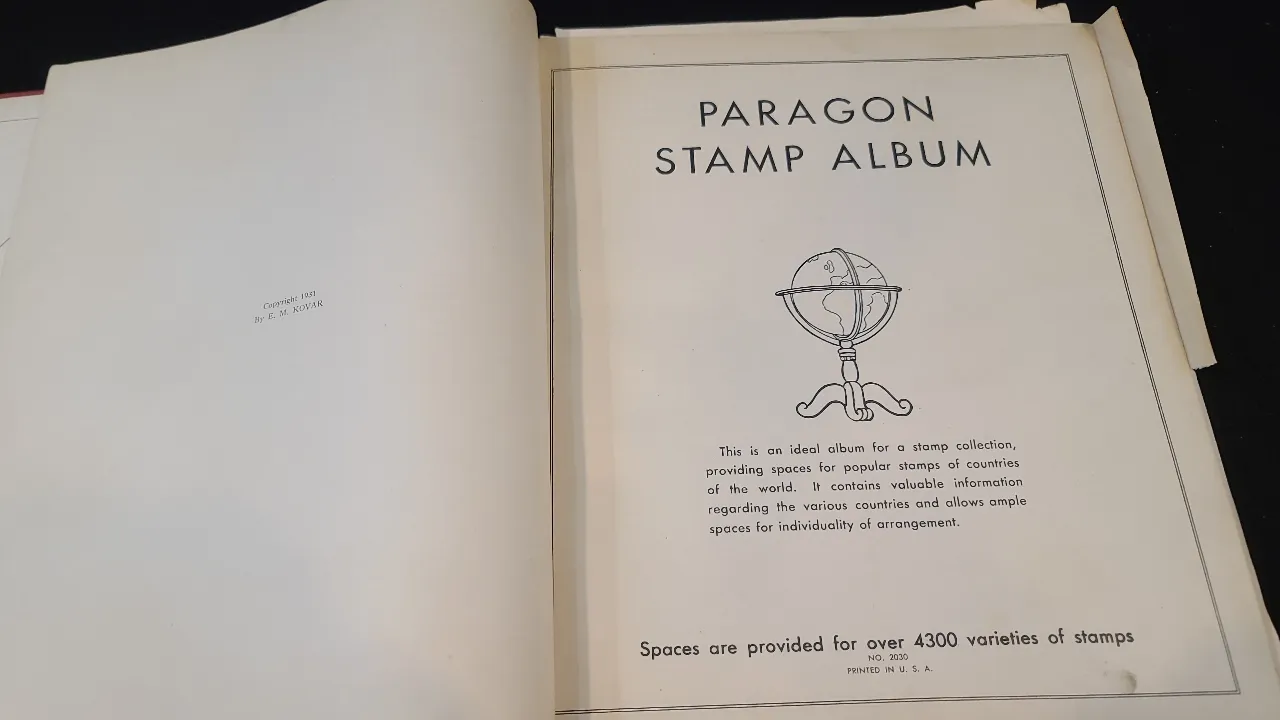 Copyright 1931
By E. M. KOVAR
PARAGON
STAMP ALBUM
This is an ideal album for a stamp collection,
providing spaces for popular stamps of countries
of the world. It contains valuable information
regarding the various countries and allows ample
spaces for individuality of arrangement.
Spaces are provided for over 4300 varieties of stamps
NO. 2030
PRINTED IN U. S. A.